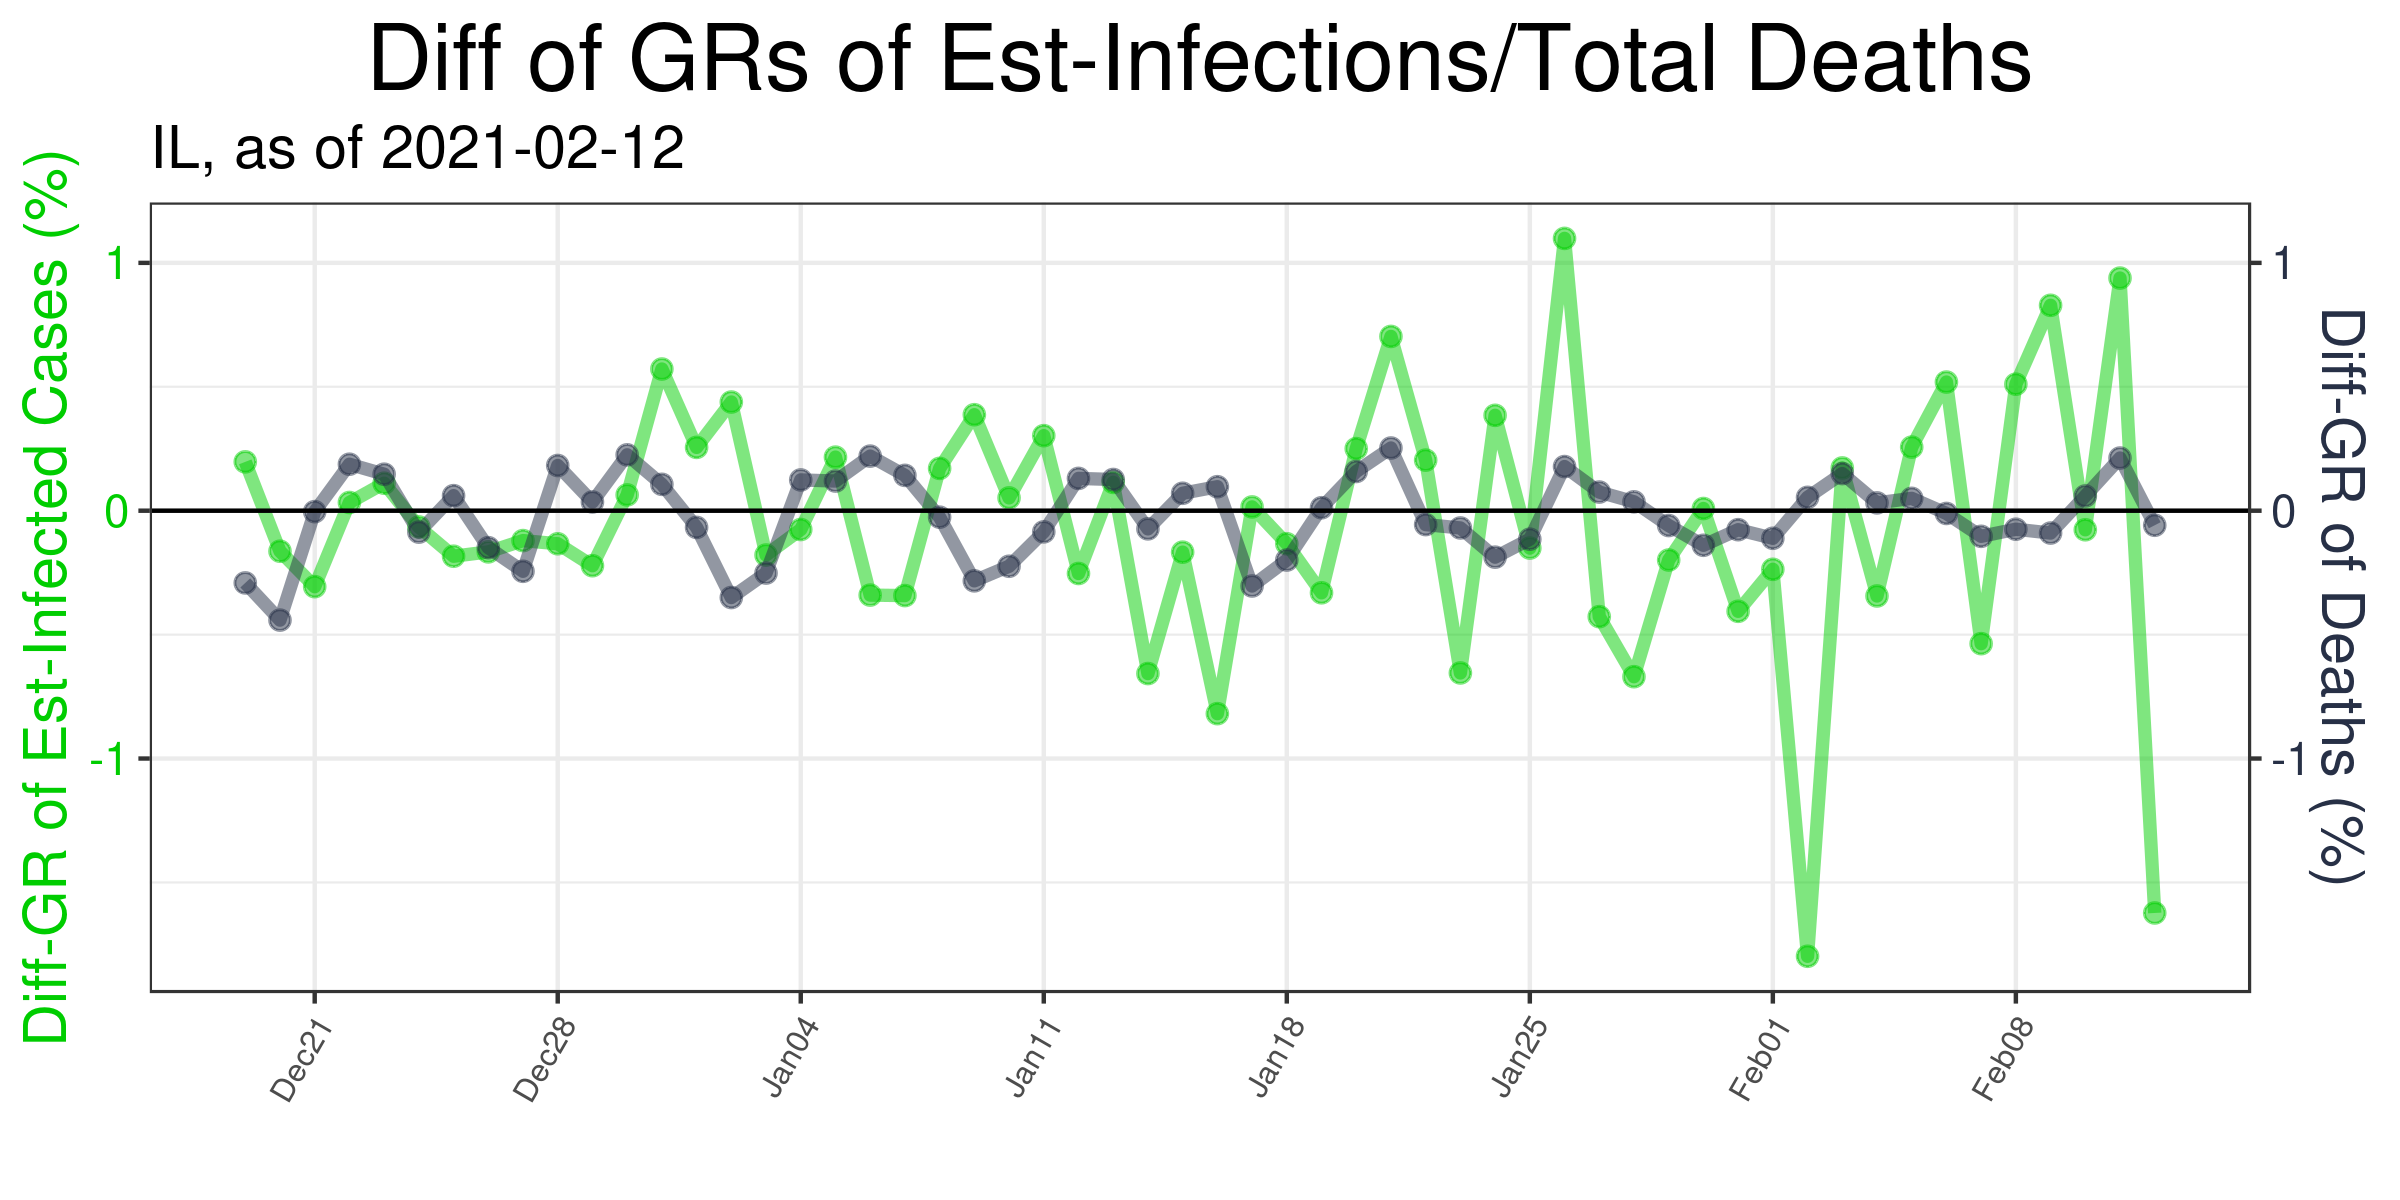 Diff of GRs of Est-Infections/Total Deaths
IL, as of 2021-02-12
Diff-GR of Est-Infected Cases (%)
1
0
-1
1
0
-1
Diff-GR of Deaths (%)
Dec21
Dec28
Jan04
Jan11
Jan18
Jan25
Feb01
Feb08